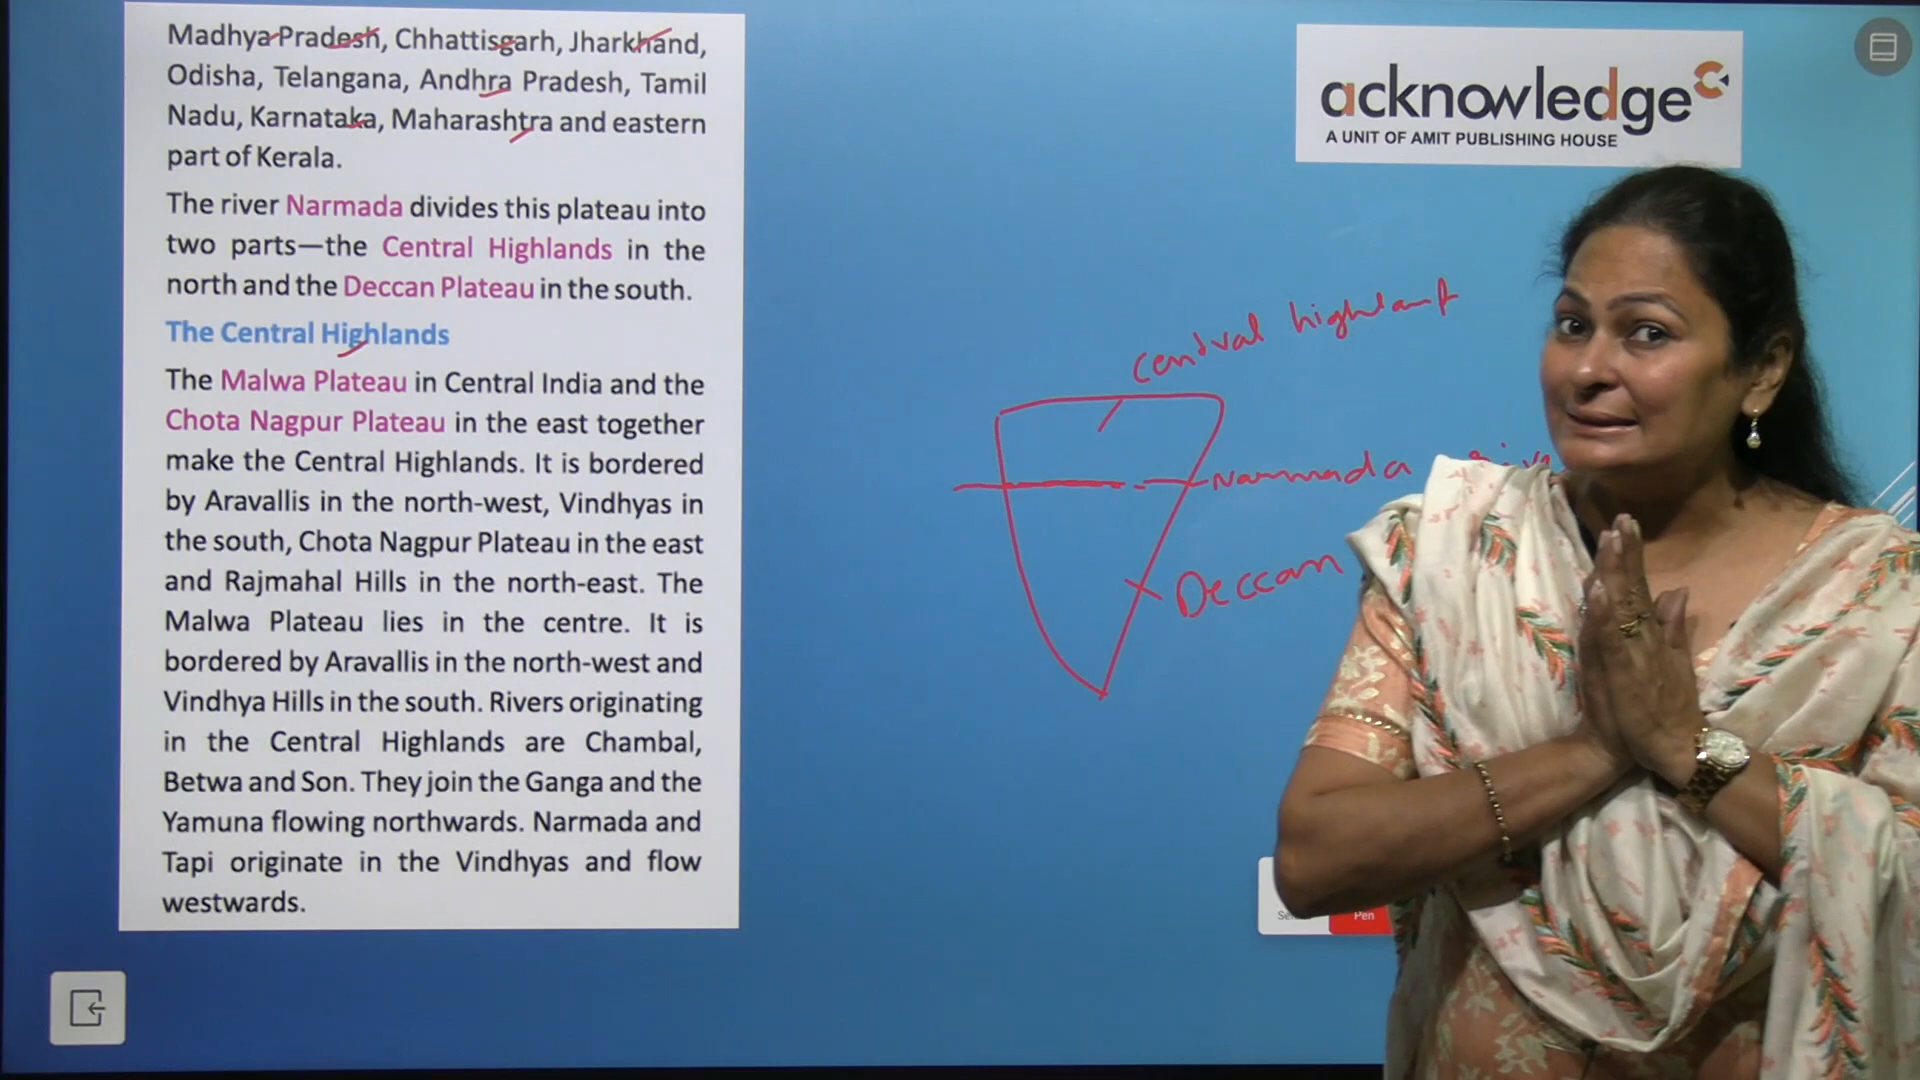 Madhya Pradesh, Chhattisgarh, Jharkhand,
Odisha, Telangana, Andhra Pradesh, Tamil
Nadu, Karnataka, Maharashtra and eastern
part of Kerala.
The river Narmada divides this plateau into
two parts—the Central Highlands in the
north and the Deccan Plateau in the south.
The Central Highlands
The Malwa Plateau in Central India and the
Chota Nagpur Plateau in the east together
make the Central Highlands. It is bordered
by Aravallis in the north-west, Vindhyas in
the south, Chota Nagpur Plateau in the east
and Rajmahal Hills in the north-east. The
Malwa Plateau lies in the centre. It is
bordered by Aravallis in the north-west and
Vindhya Hills in the south. Rivers originating
in the Central Highlands are Chambal,
Betwa and Son. They join the Ganga and the
Yamuna flowing northwards. Narmada and
Tapi originate in the Vindhyas and flow
westwards.
acknowledge
A UNIT OF AMIT PUBLISHING HOUSE
central
Narmada
Deccan
Pen